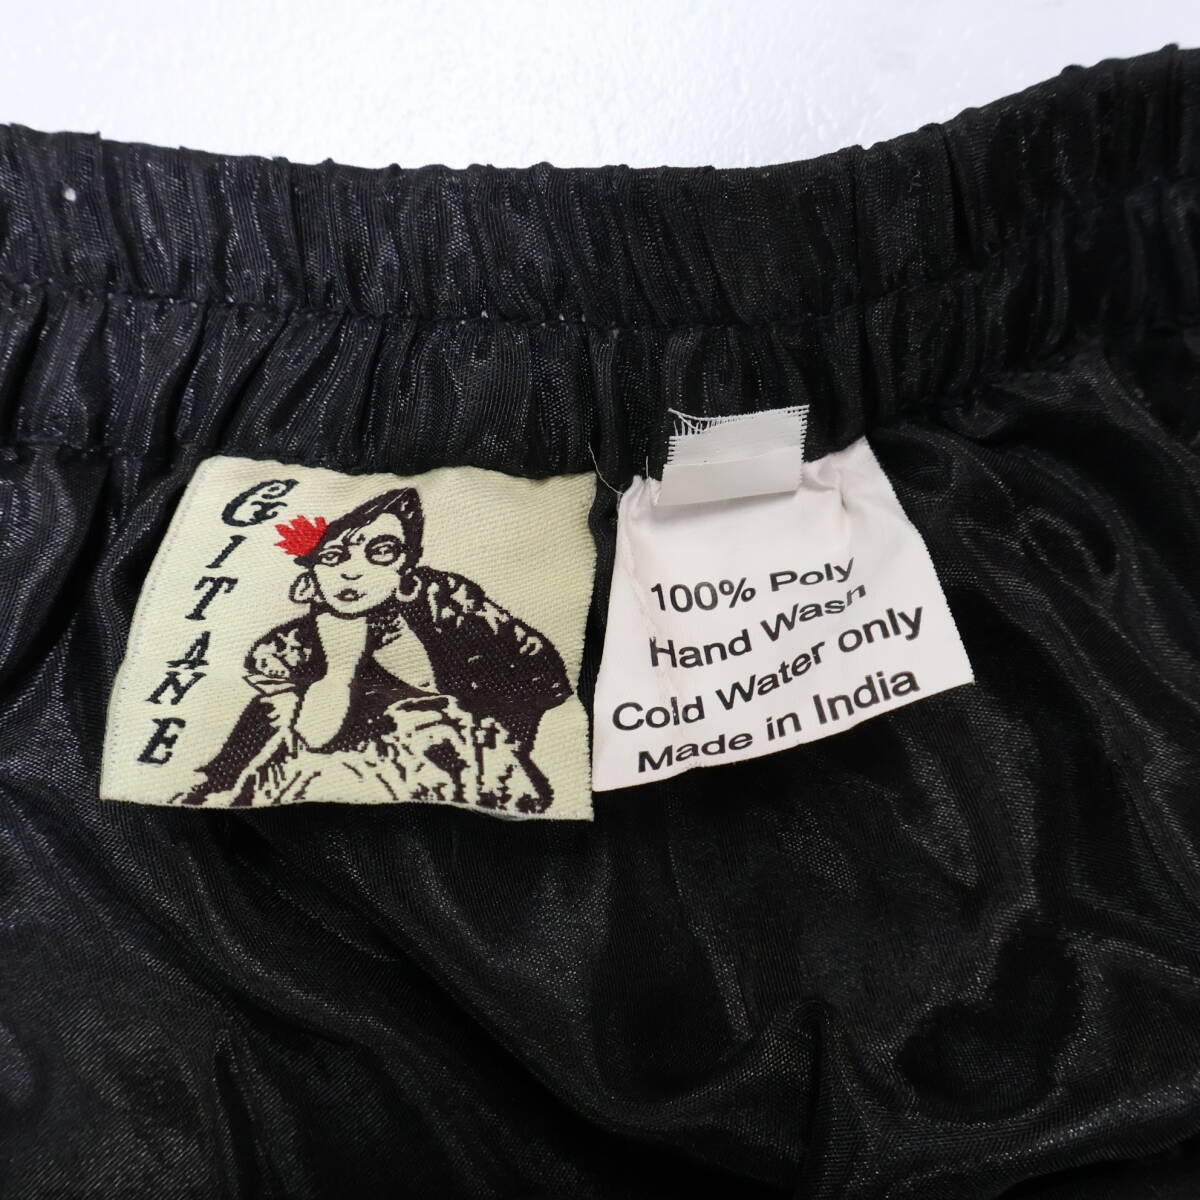 GITANE
100% Poly
Hand Wash
Cold Water only
Made in India